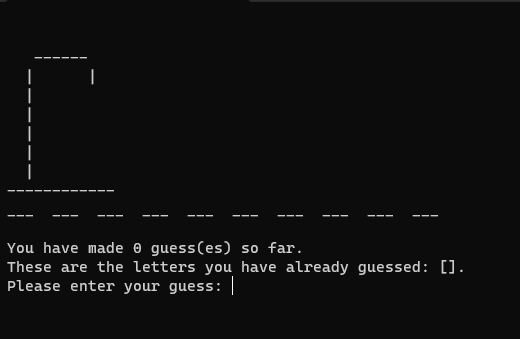 You have made 0 guess(es) so far.
These are the letters you have already guessed: [].
Please enter your guess: